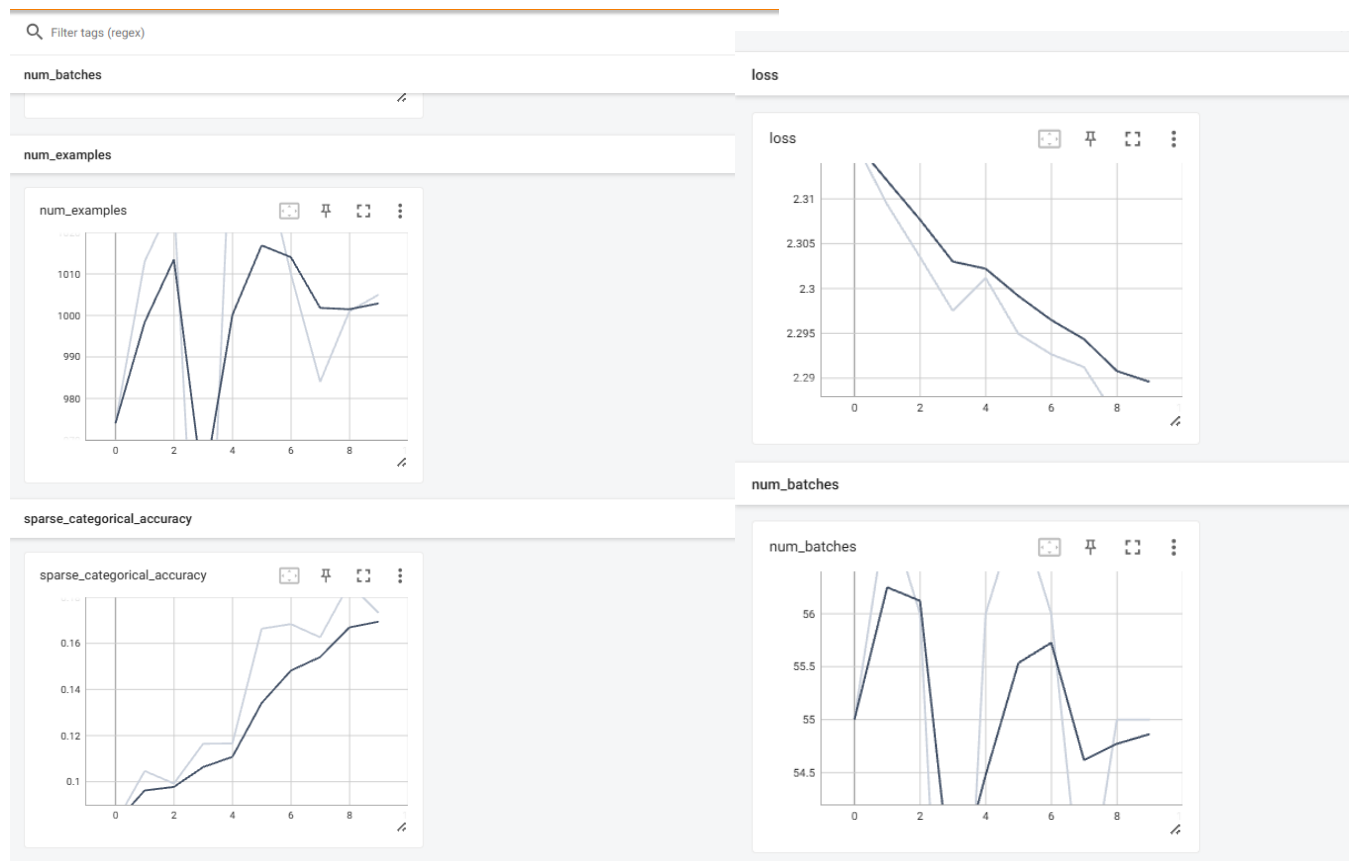 Filter tags (regex)
num_batches
num_examples
num_examples
1010
1000
990
980
0 2 4 6 8
sparse_categorical_accuracy
sparse_categorical_accuracy
0.16
0.14
0.12
0.1
0 2 4 6 8
loss
loss
2.31
2.305
2.3
2.295
2.29
0 2 4 6 8
num_batches
num_batches
56
55.5
55
54.5
0 2 4 6 8